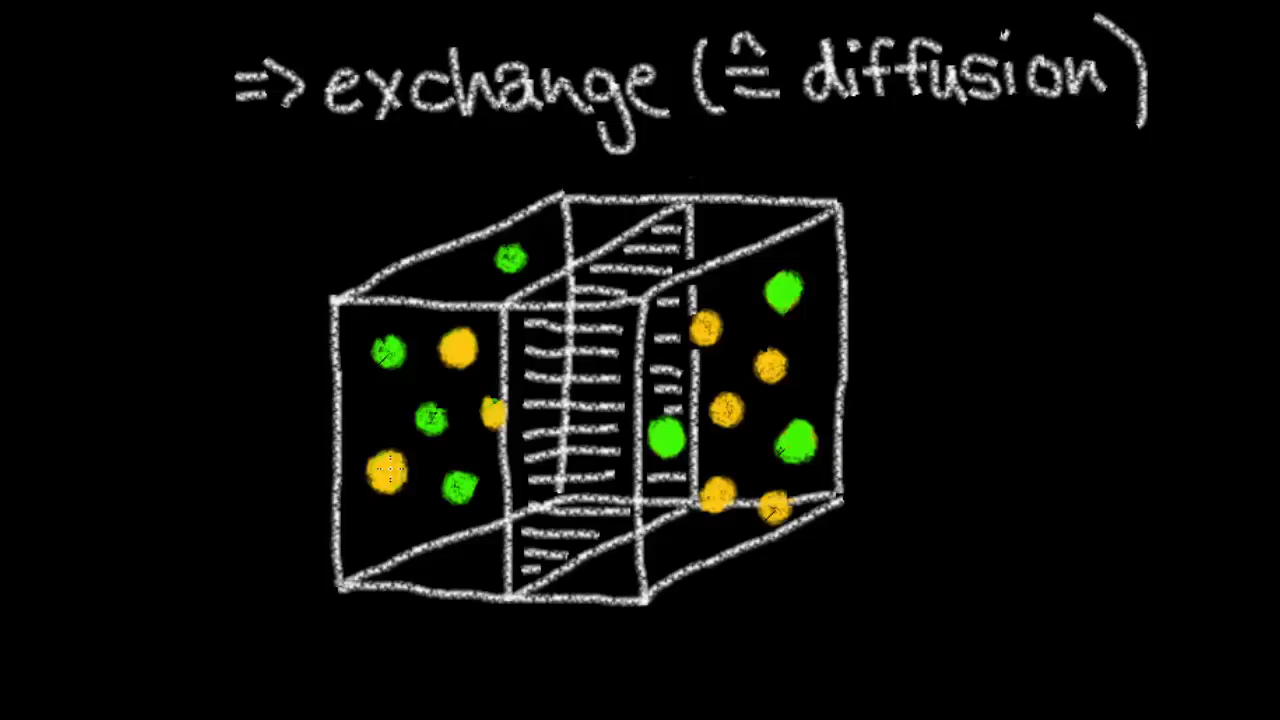 => exchange (≙ diffusion)